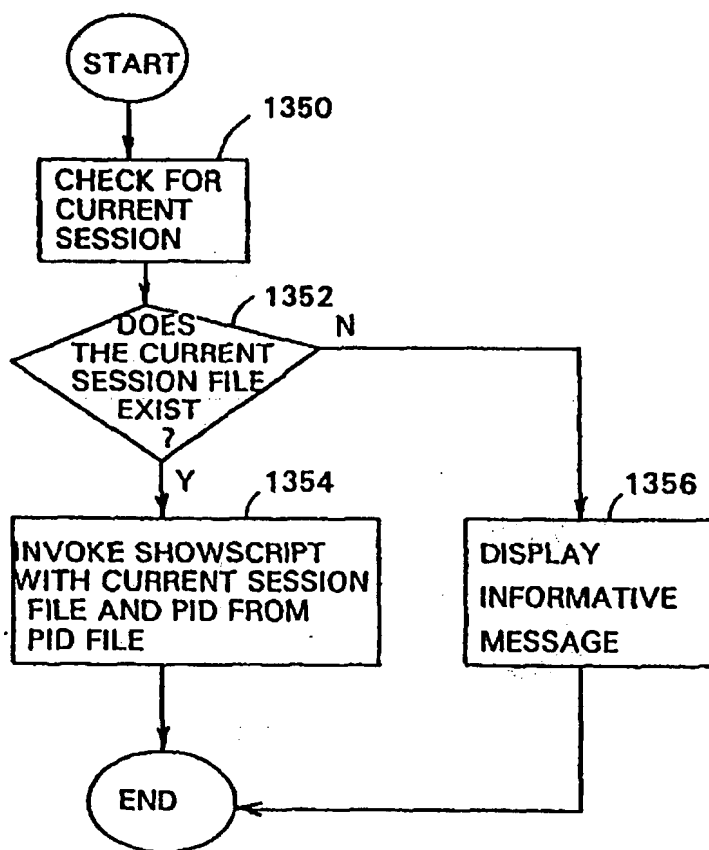 START
1350
CHECK FOR
CURRENT
SESSION
1352
DOES
THE CURRENT
SESSION FILE
EXIST
?
N
Y
1354
INVOKE SHOWSCRIPT
WITH CURRENT SESSION
FILE AND PID FROM
PID FILE
1356
DISPLAY
INFORMATIVE
MESSAGE
END